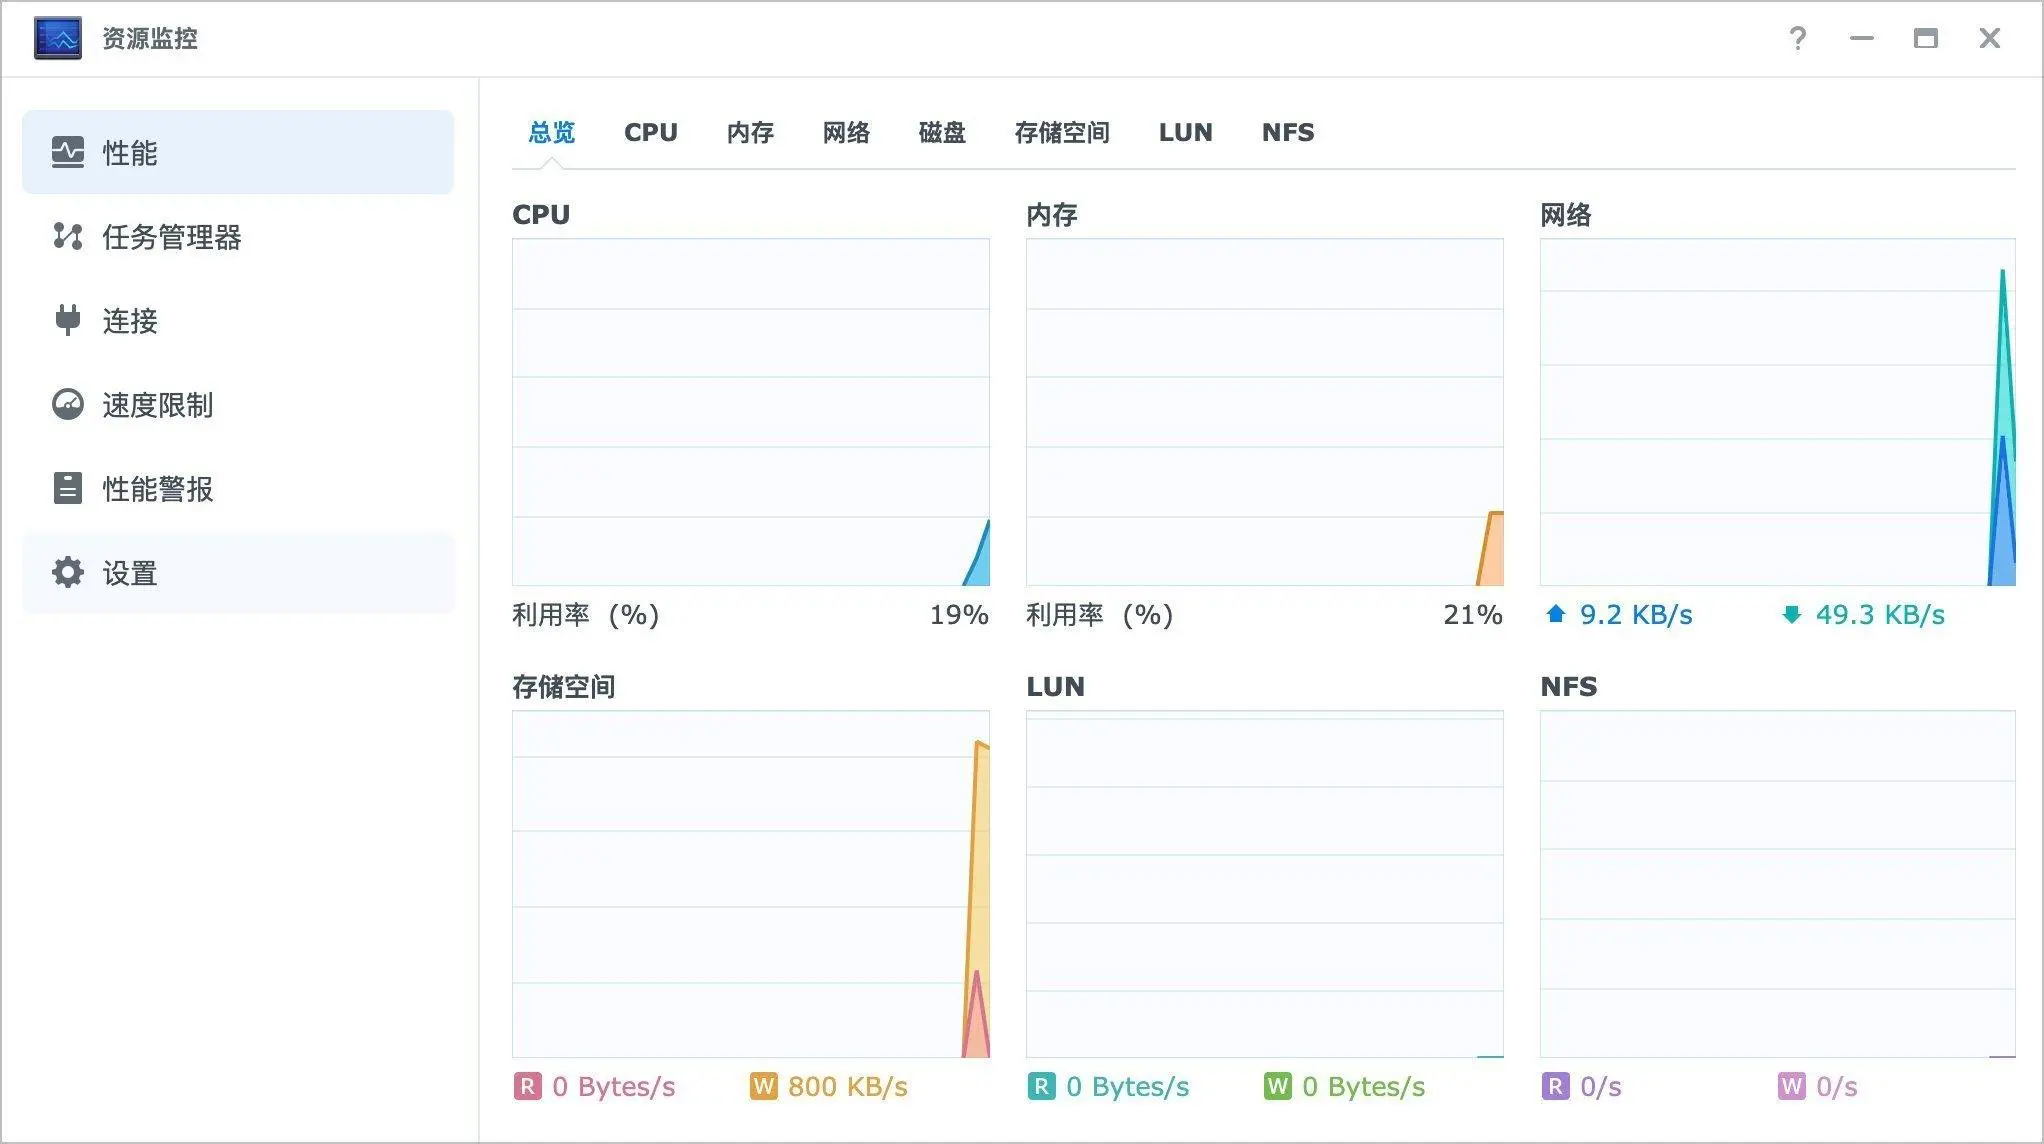 资源监控
性能
任务管理器
连接
速度限制
性能警报
设置
总览 CPU 内存 网络 磁盘 存储空间 LUN NFS
CPU
利用率 (%) 19%
内存
利用率 (%) 21%
网络
9.2 KB/s 49.3 KB/s
存储空间
R 0 Bytes/s W 800 KB/s
LUN
R 0 Bytes/s W 0 Bytes/s
NFS
R 0/s W 0/s